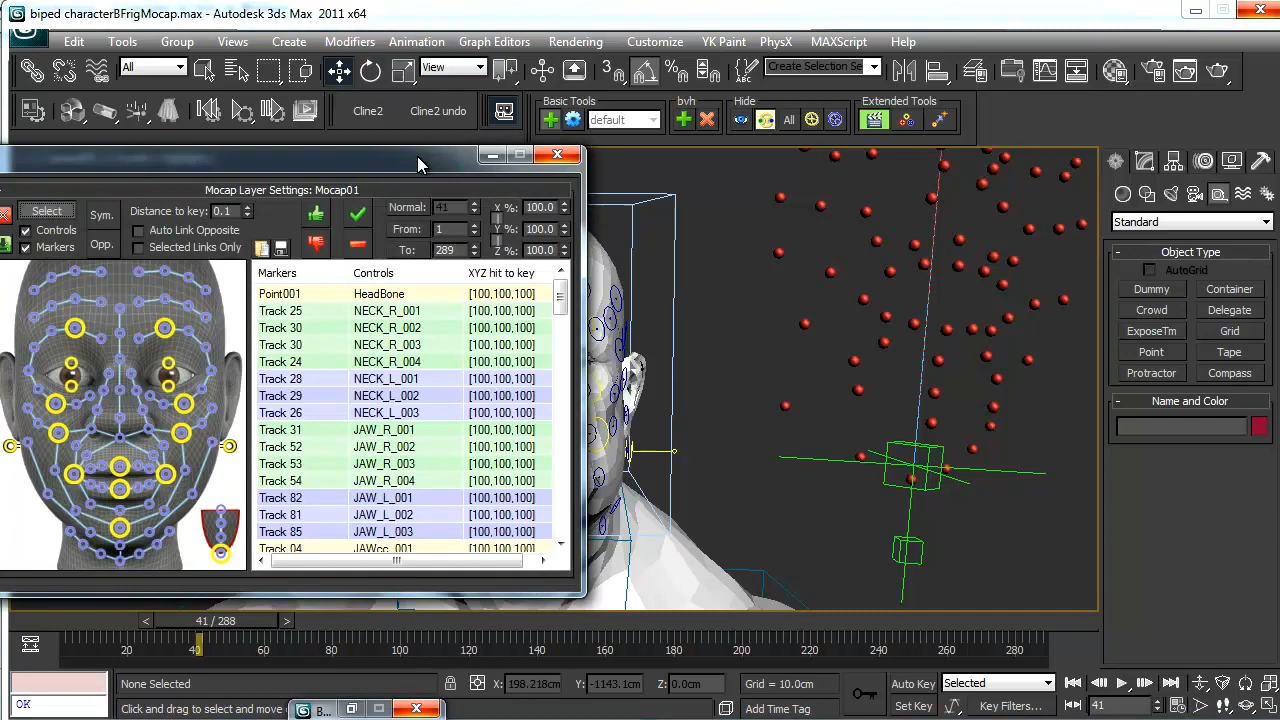 biped characterBFrigMocap.max - Autodesk 3ds Max 2011 x64
Edit Tools Group Views Create Modifiers Animation Graph Editors Rendering Customize YK Paint PhysX MAXScript Help
All View 3 Create Selection Se
Cline2 Cline2 undo
Basic Tools bvh Hide Extended Tools
default All
Mocap Layer Settings: Mocap01
Select Sym. Distance to key: 0.1 Normal: 41 X %: 100.0
Controls Auto Link Opposite From: 1 Y %: 100.0
Markers Opp. Selected Links Only To: 289 Z %: 100.0
Markers Controls XYZ hit to key
Point001 HeadBone [100,100,100]
Track 25 NECK_R_001 [100,100,100]
Track 30 NECK_R_002 [100,100,100]
Track 30 NECK_R_003 [100,100,100]
Track 24 NECK_R_004 [100,100,100]
Track 28 NECK_L_001 [100,100,100]
Track 29 NECK_L_002 [100,100,100]
Track 26 NECK_L_003 [100,100,100]
Track 31 JAW_R_001 [100,100,100]
Track 52 JAW_R_002 [100,100,100]
Track 53 JAW_R_003 [100,100,100]
Track 54 JAW_R_004 [100,100,100]
Track 82 JAW_L_001 [100,100,100]
Track 81 JAW_L_002 [100,100,100]
Track 85 JAW_L_003 [100,100,100]
Track 04 JAWcc_001 [100,100,100]
Standard
- Object Type
AutoGrid
Dummy Container
Crowd Delegate
ExposeTm Grid
Point Tape
Protractor Compass
- Name and Color
< 41 / 288 >
20 40 60 80 100 120 140 160 180 200 220 240 260 280
None Selected X: 198.218cm Y: -1143.1cm Z: 0.0cm Grid = 10.0cm Auto Key Selected
OK Click and drag to select and move B... Add Time Tag Set Key Key Filters... 41